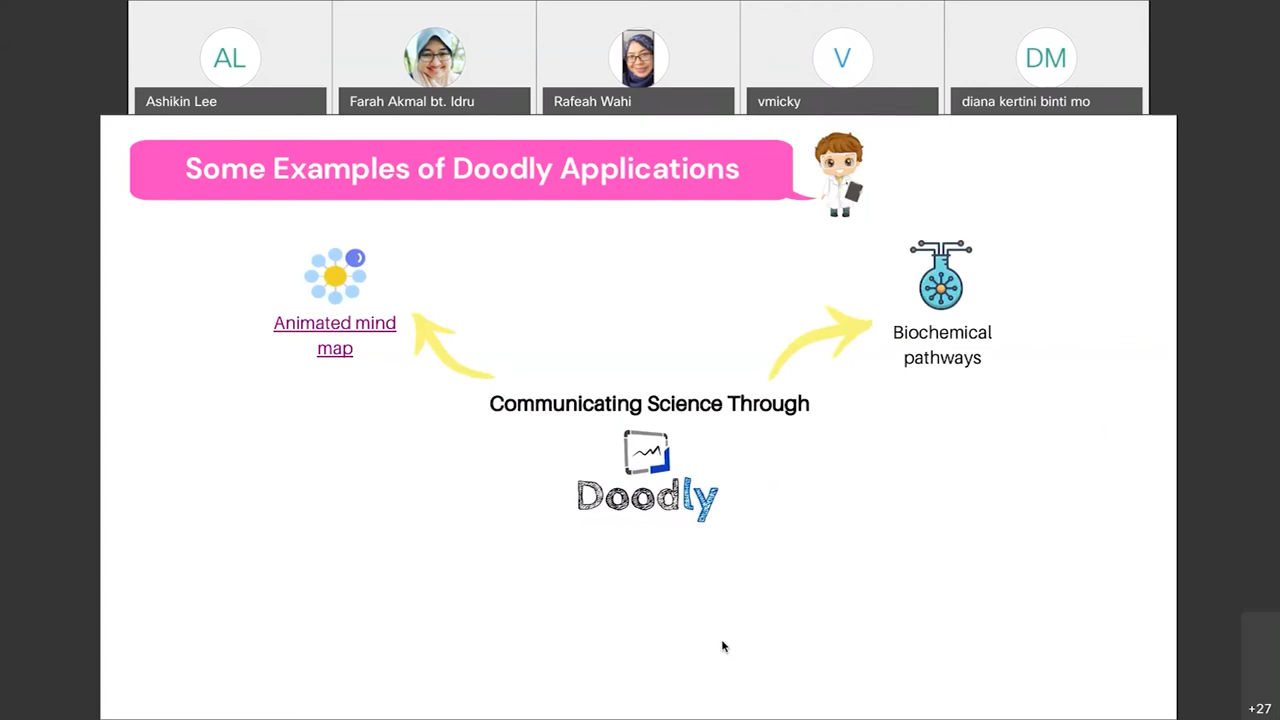 AL
V
DM
Ashikin Lee
Farah Akmal bt. Idru
Rafeah Wahi
vmicky
diana kertini binti mo
Some Examples of Doodly Applications
Animated mind
map
Biochemical
pathways
Communicating Science Through
Doodly
+27